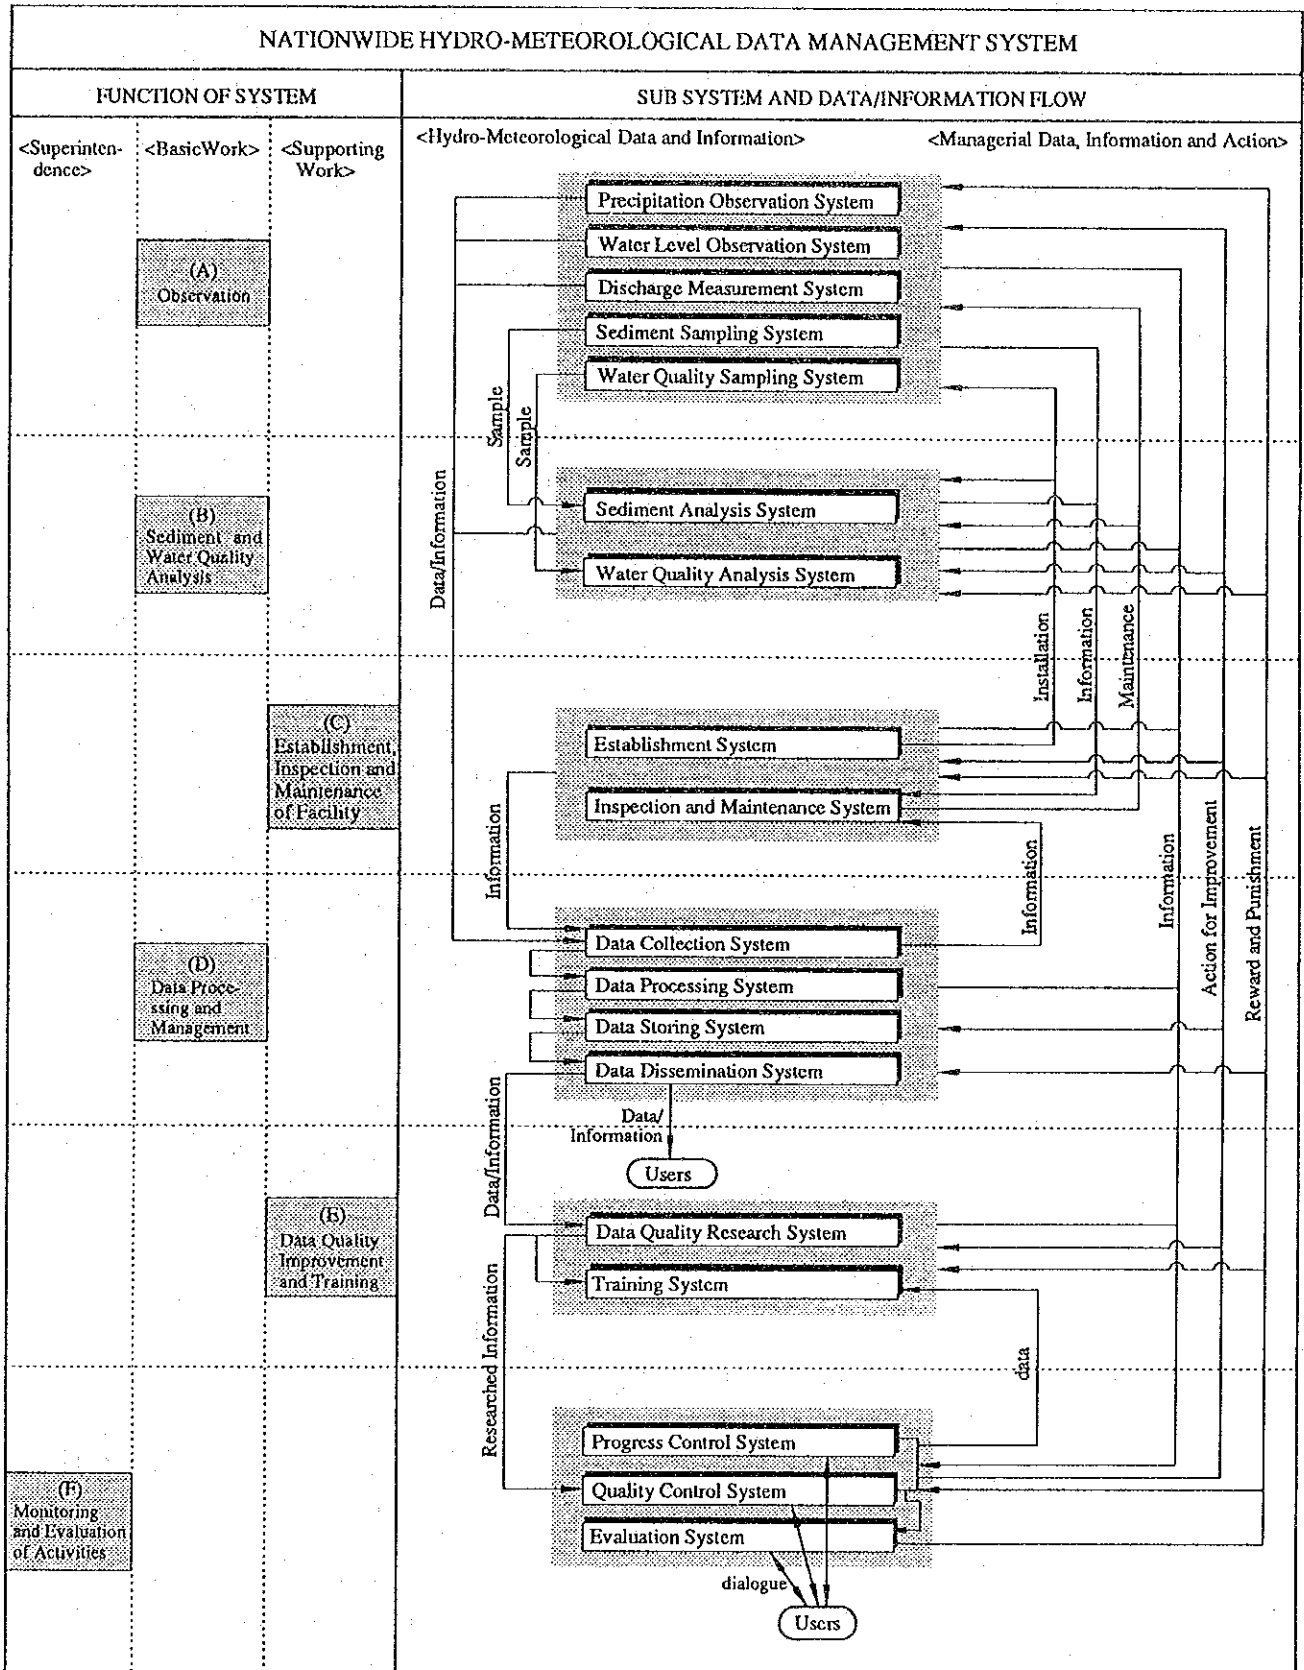 NATIONWIDE HYDRO-METEOROLOGICAL DATA MANAGEMENT SYSTEM
FUNCTION OF SYSTEM
SUB SYSTEM AND DATA/INFORMATION FLOW
<Superinten-
dence>
<BasicWork>
<Supporting
Work>
<Hydro-Meteorological Data and Information>
<Managerial Data, Information and Action>
(A)
Observation
Precipitation Observation System
Water Level Observation System
Discharge Measurement System
Sediment Sampling System
Water Quality Sampling System
Sample
Sample
Data/Information
(B)
Sediment and
Water Quality
Analysis
Sediment Analysis System
Water Quality Analysis System
Installation
Information
Maintenance
(C)
Establishment,
Inspection and
Maintenance
of Facility
Establishment System
Inspection and Maintenance System
Information
Information
Information
Action for Improvement
Reward and Punishment
(D)
Data Proce-
ssing and
Management
Data Collection System
Data Processing System
Data Storing System
Data Dissemination System
Data/
Information
Users
Data/Information
(E)
Data Quality
Improvement
and Training
Data Quality Research System
Training System
Researched Information
data
(F)
Monitoring
and Evaluation
of Activities
Progress Control System
Quality Control System
Evaluation System
dialogue
Users